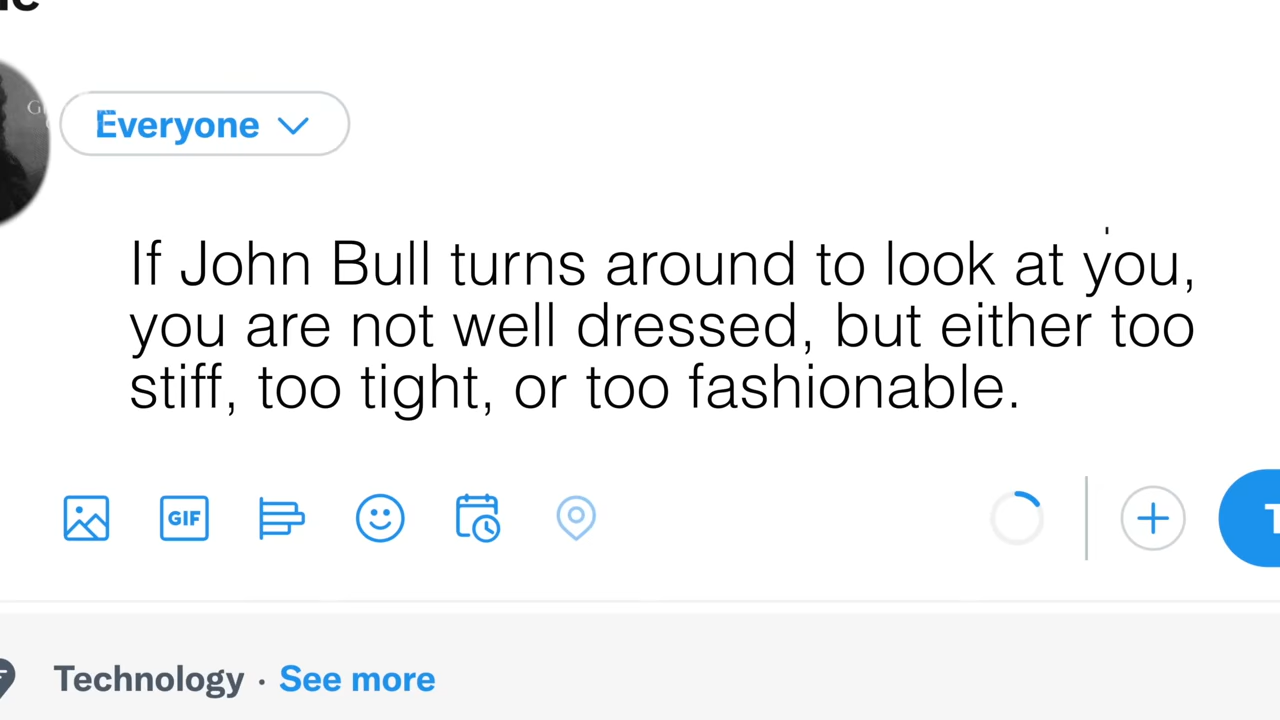 Everyone
If John Bull turns around to look at you,
you are not well dressed, but either too
stiff, too tight, or too fashionable.
GIF
Technology · See more